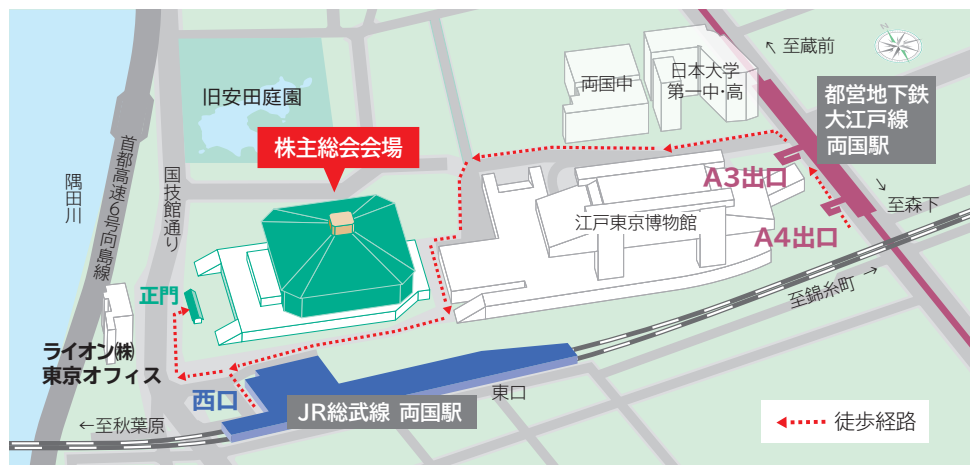 N
↖ 至蔵前
両国中
日本大学
第一中・高
都営地下鉄
大江戸線
両国駅
旧安田庭園
株主総会会場
A3出口
↘
至森下
A4出口
江戸東京博物館
隅田川
首都高速6号向島線
国技館通り
正門
至錦糸町 →
ライオン㈱
東京オフィス
西口
東口
JR総武線 両国駅
←至秋葉原
徒歩経路